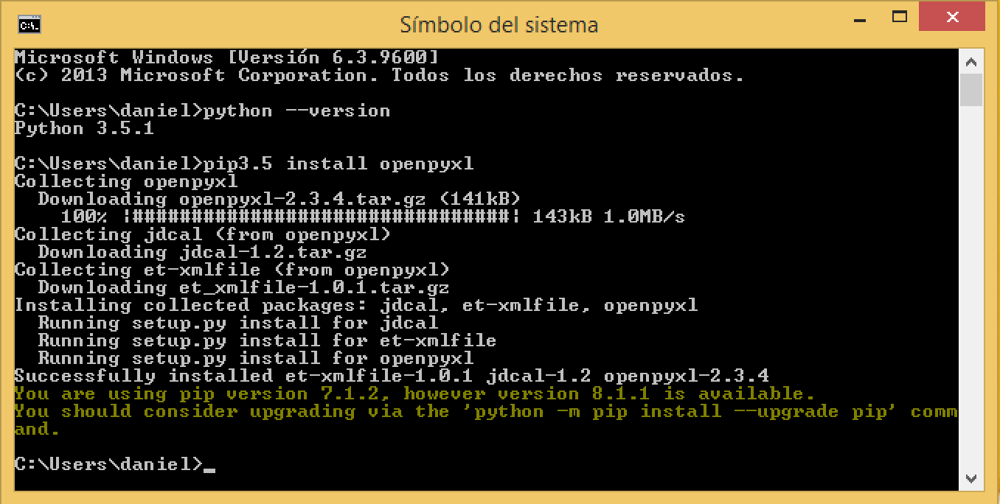 Símbolo del sistema
Microsoft Windows [Versión 6.3.9600]
(c) 2013 Microsoft Corporation. Todos los derechos reservados.
C:\Users\daniel>python --version
Python 3.5.1
C:\Users\daniel>pip3.5 install openpyxl
Collecting openpyxl
  Downloading openpyxl-2.3.4.tar.gz (141kB)
    100% |################################| 143kB 1.0MB/s
Collecting jdcal (from openpyxl)
  Downloading jdcal-1.2.tar.gz
Collecting et-xmlfile (from openpyxl)
  Downloading et_xmlfile-1.0.1.tar.gz
Installing collected packages: jdcal, et-xmlfile, openpyxl
  Running setup.py install for jdcal
  Running setup.py install for et-xmlfile
  Running setup.py install for openpyxl
Successfully installed et-xmlfile-1.0.1 jdcal-1.2 openpyxl-2.3.4
You are using pip version 7.1.2, however version 8.1.1 is available.
You should consider upgrading via the 'python -m pip install --upgrade pip' comm
and.
C:\Users\daniel>_